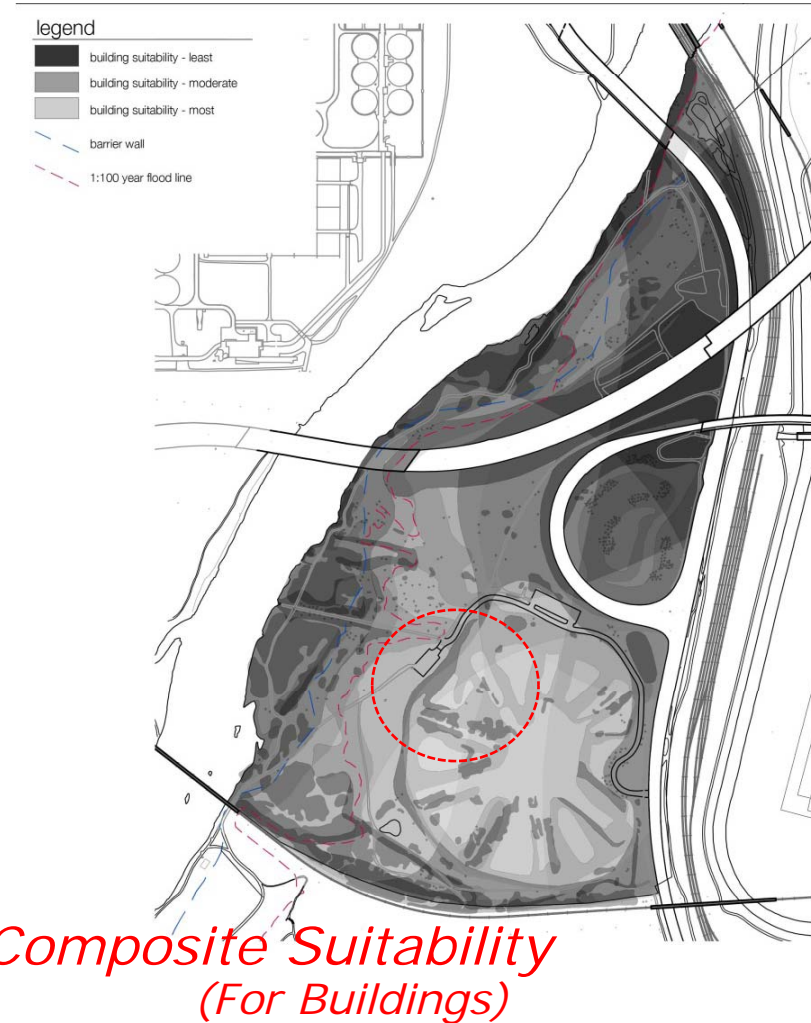 legend
building suitability - least
building suitability - moderate
building suitability - most
barrier wall
1:100 year flood line
Composite Suitability
(For Buildings)